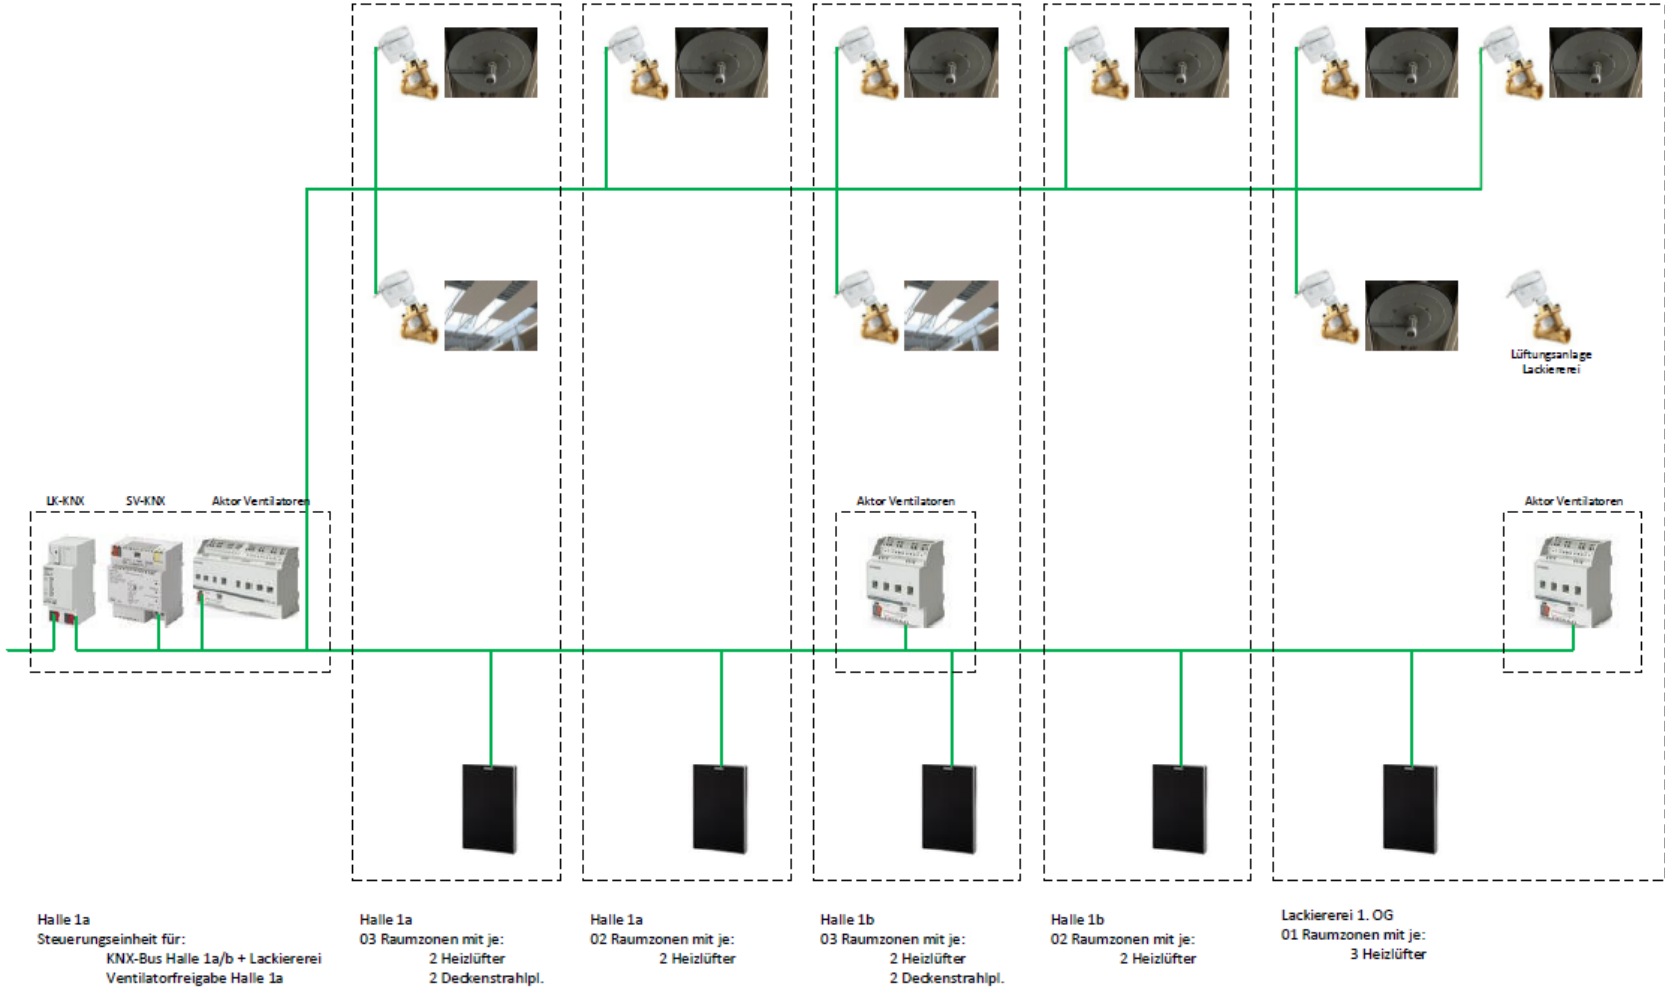 Lüftungsanlage
Lackiererei
LK-KNX
SV-KNX
Aktor Ventilatoren
Aktor Ventilatoren
Aktor Ventilatoren
Halle 1a
Steuerungseinheit für:
KNX-Bus Halle 1a/b + Lackiererei
Ventilatorfreigabe Halle 1a
Halle 1a
03 Raumzonen mit je:
2 Heizlüfter
2 Deckenstrahlpl.
Halle 1a
02 Raumzonen mit je:
2 Heizlüfter
Halle 1b
03 Raumzonen mit je:
2 Heizlüfter
2 Deckenstrahlpl.
Halle 1b
02 Raumzonen mit je:
2 Heizlüfter
Lackiererei 1. OG
01 Raumzonen mit je:
3 Heizlüfter